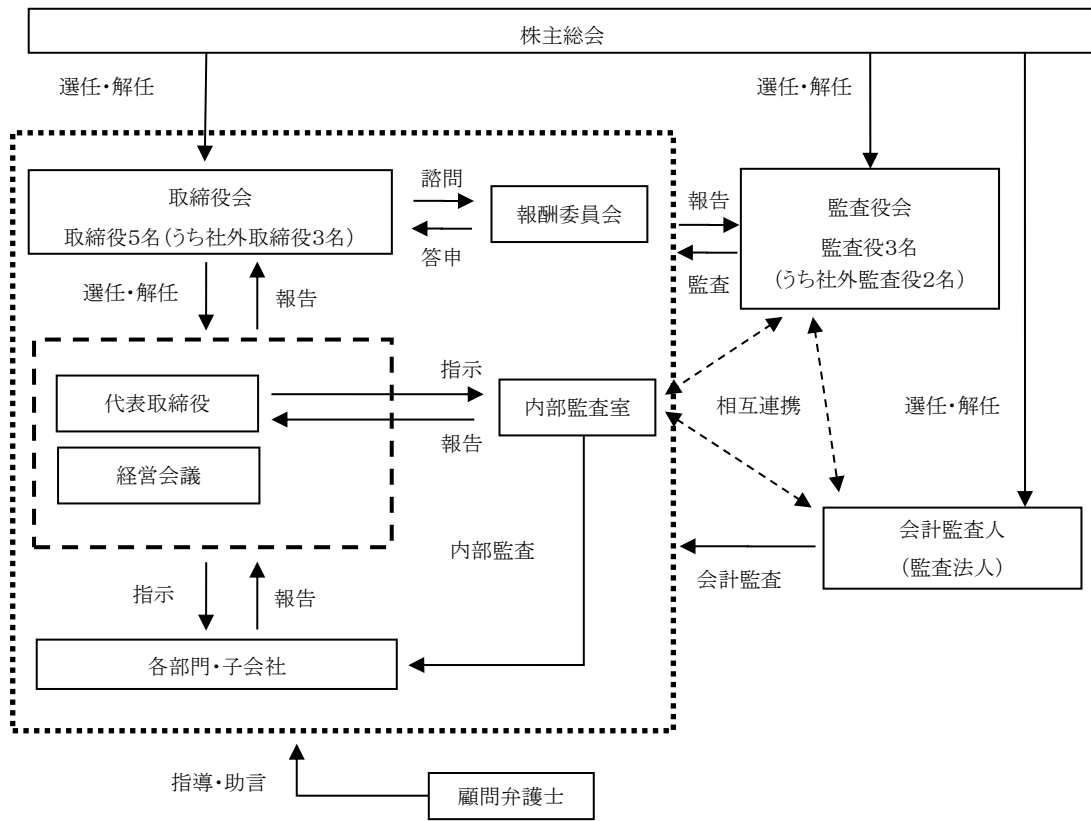 株主総会
選任・解任
選任・解任
取締役会
取締役5名(うち社外取締役3名)
諮問
答申
報酬委員会
報告
監査
監査役会
監査役3名
(うち社外監査役2名)
選任・解任
報告
代表取締役
経営会議
指示
報告
内部監査室
相互連携
選任・解任
内部監査
会計監査
会計監査人
(監査法人)
指示
報告
各部門・子会社
指導・助言
顧問弁護士